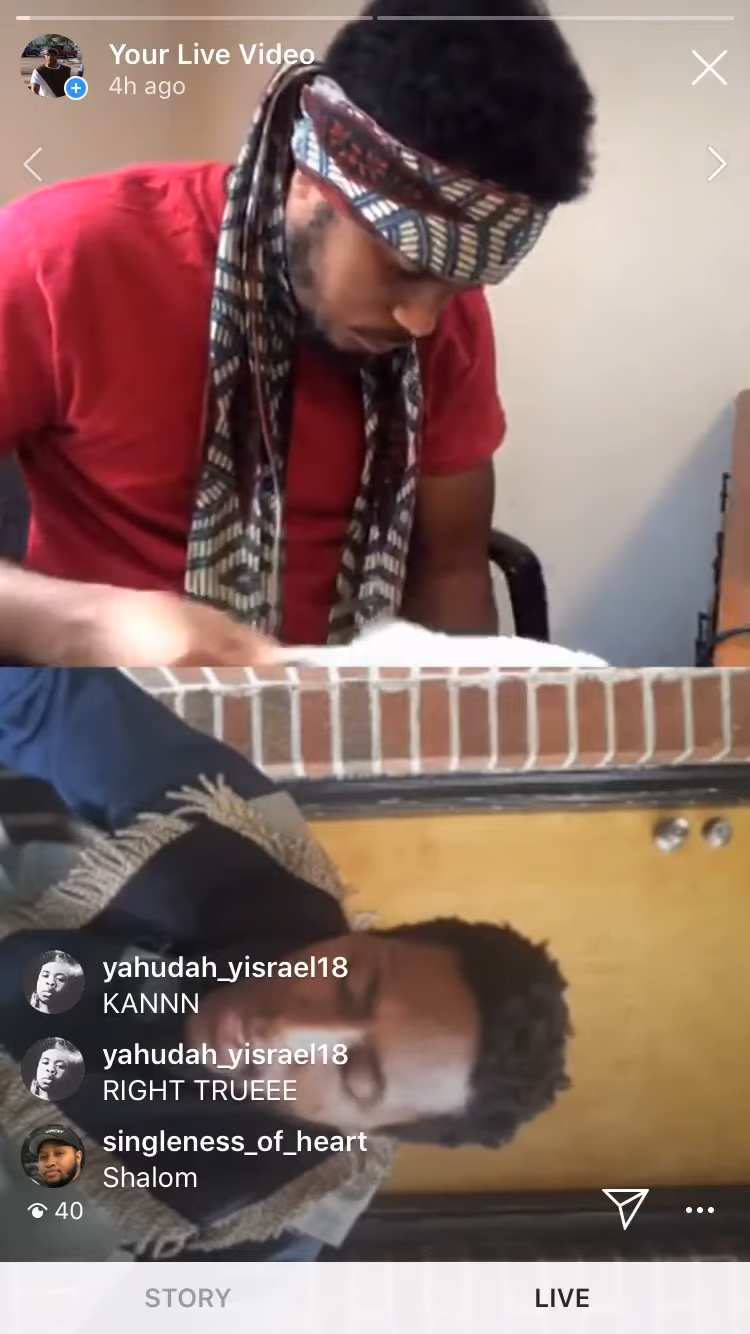 Your Live Video
4h ago
yahudah_yisrael18
KANNN
yahudah_yisrael18
RIGHT TRUEEE
singleness_of_heart
Shalom
40
STORY
LIVE